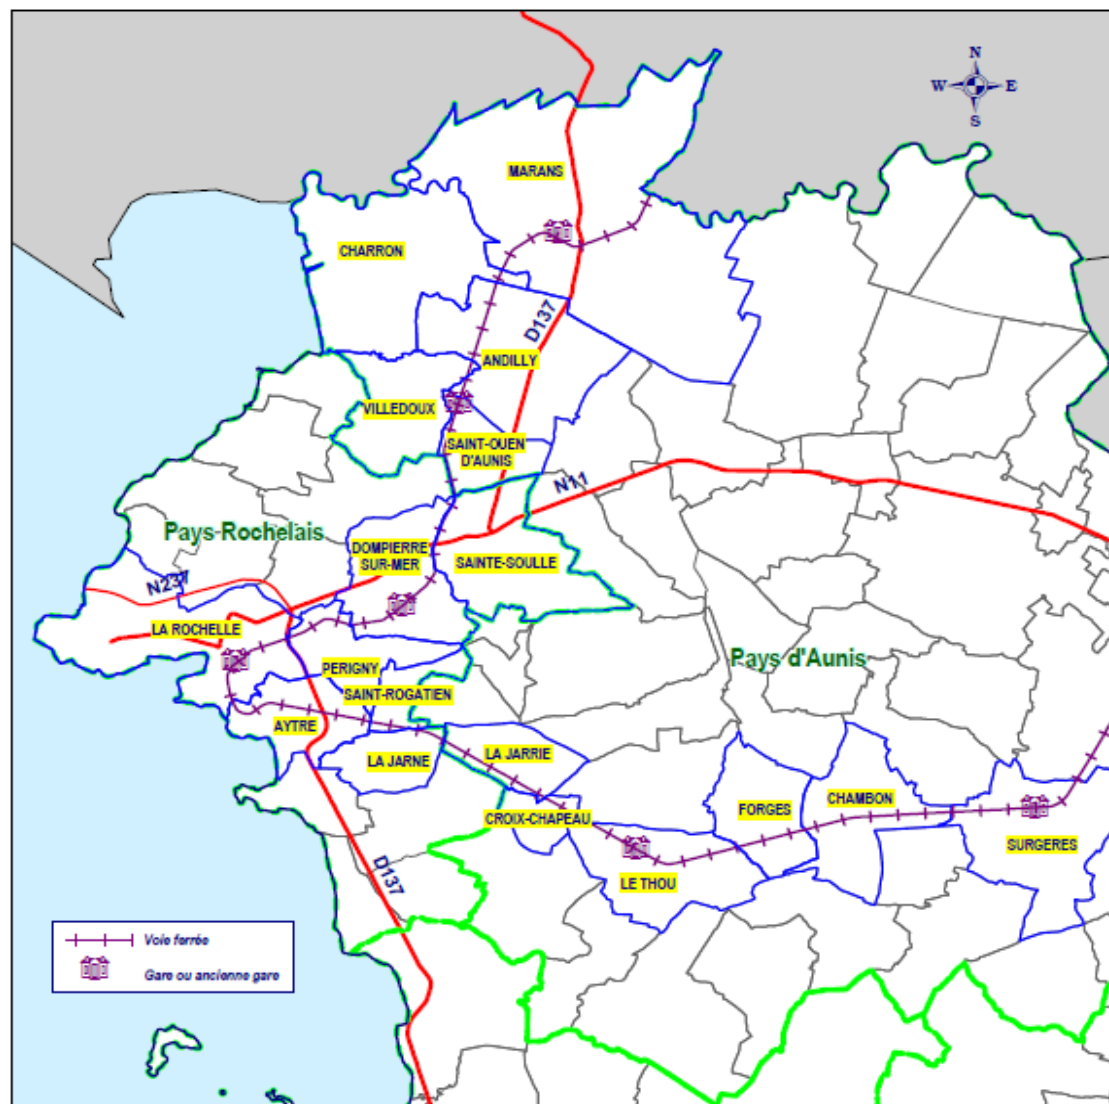 N
W E
S
MARANS
CHARRON
D137
ANDILLY
VILLEDOUX
SAINT-OUEN
D'AUNIS
N11
Pays Rochelais
DOMPIERRE
SUR-MER
SAINTE-SOULLE
N237
LA ROCHELLE
Pays d'Aunis
PERIGNY
SAINT-ROGATIEN
AYTRE
LA JARNE
LA JARRIE
CHAMBON
FORGES
CROIX-CHAPEAU
SURGERES
D137
LE THOU
Voie ferrée
Gare ou ancienne gare